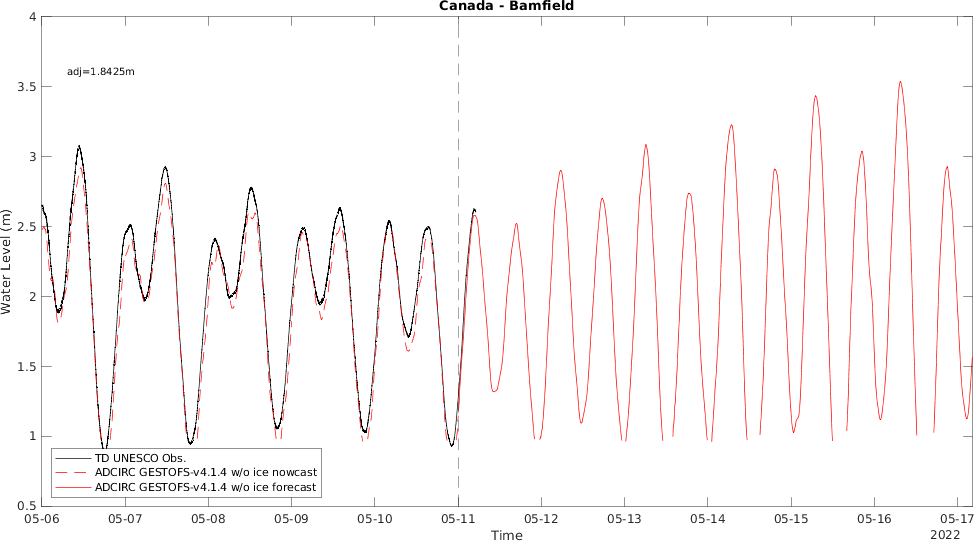 Canada - Bamfield
4
adj=1.8425m
3.5
3
2.5
Water Level (m)
2
1.5
1
TD UNESCO Obs.
ADCIRC GESTOFS-v4.1.4 w/o ice nowcast
ADCIRC GESTOFS-v4.1.4 w/o ice forecast
0.5
05-06 05-07 05-08 05-09 05-10 05-11 05-12 05-13 05-14 05-15 05-16 05-17
Time
2022